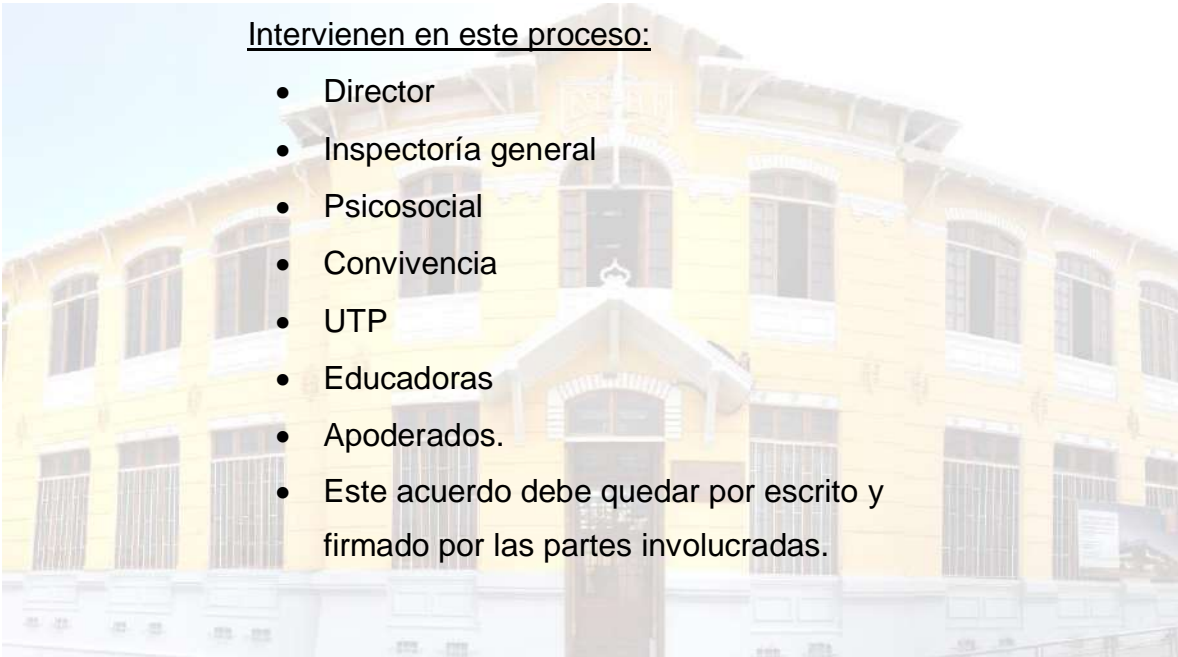 Intervienen en este proceso:
• Director
• Inspectoría general
• Psicosocial
• Convivencia
• UTP
• Educadoras
• Apoderados.
• Este acuerdo debe quedar por escrito y
firmado por las partes involucradas.